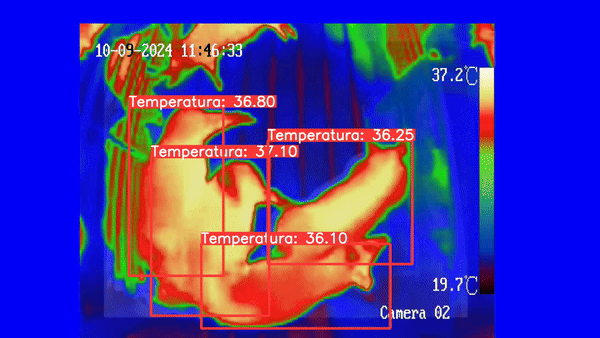 10-09-2024 11:46:33
37.2°C
Temperatura: 36.80
Temperatura: 36.25
Temperatura: 37.10
Temperatura: 36.10
19.7°C
Camera 02